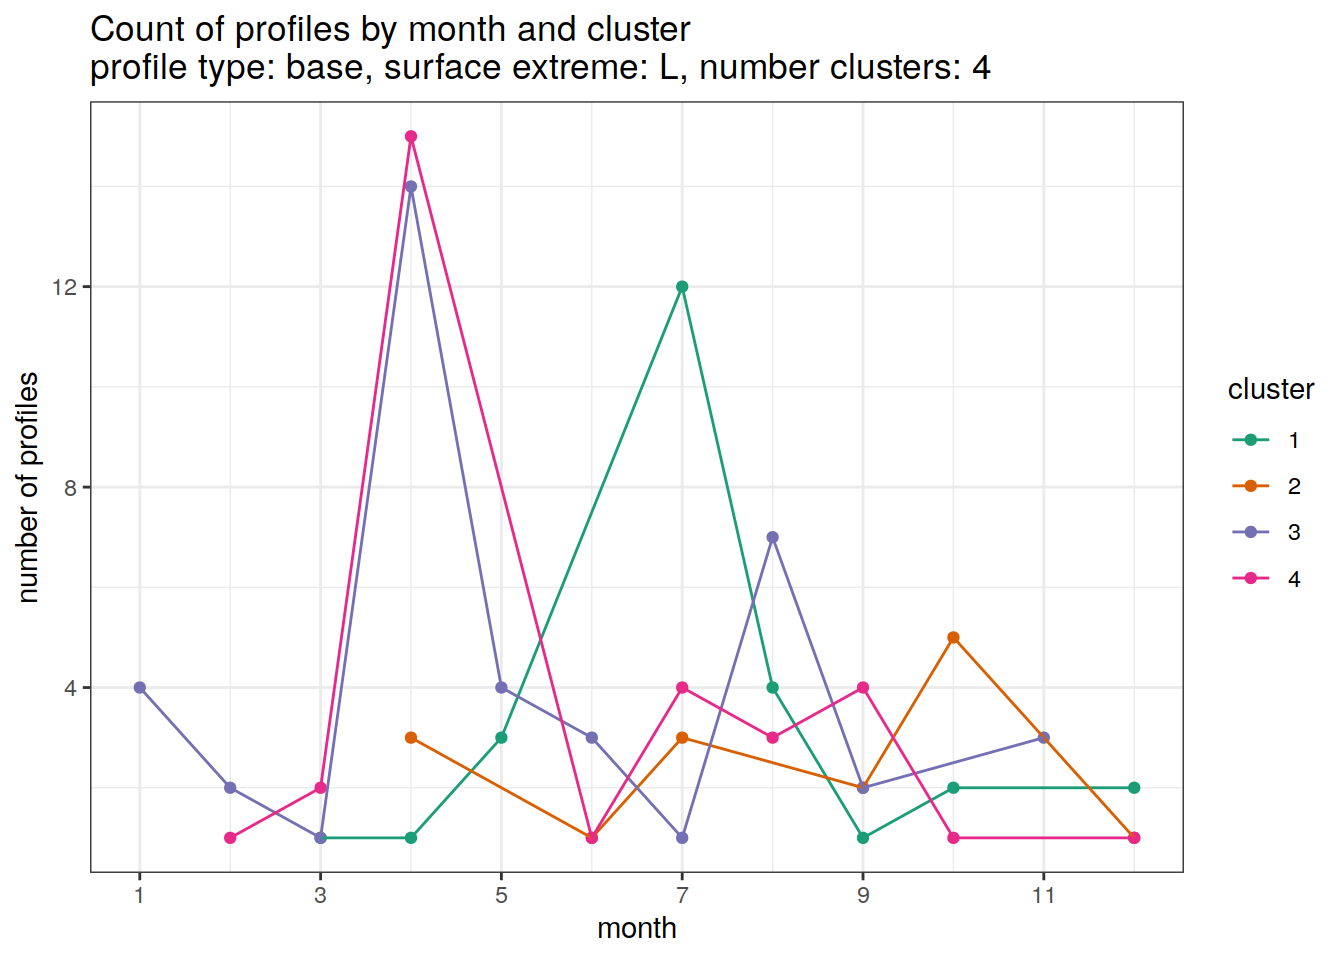 Count of profiles by month and cluster
profile type: base, surface extreme: L, number clusters: 4
12
8
4
number of profiles
1 3 5 7 9 11
month
cluster
1
2
3
4